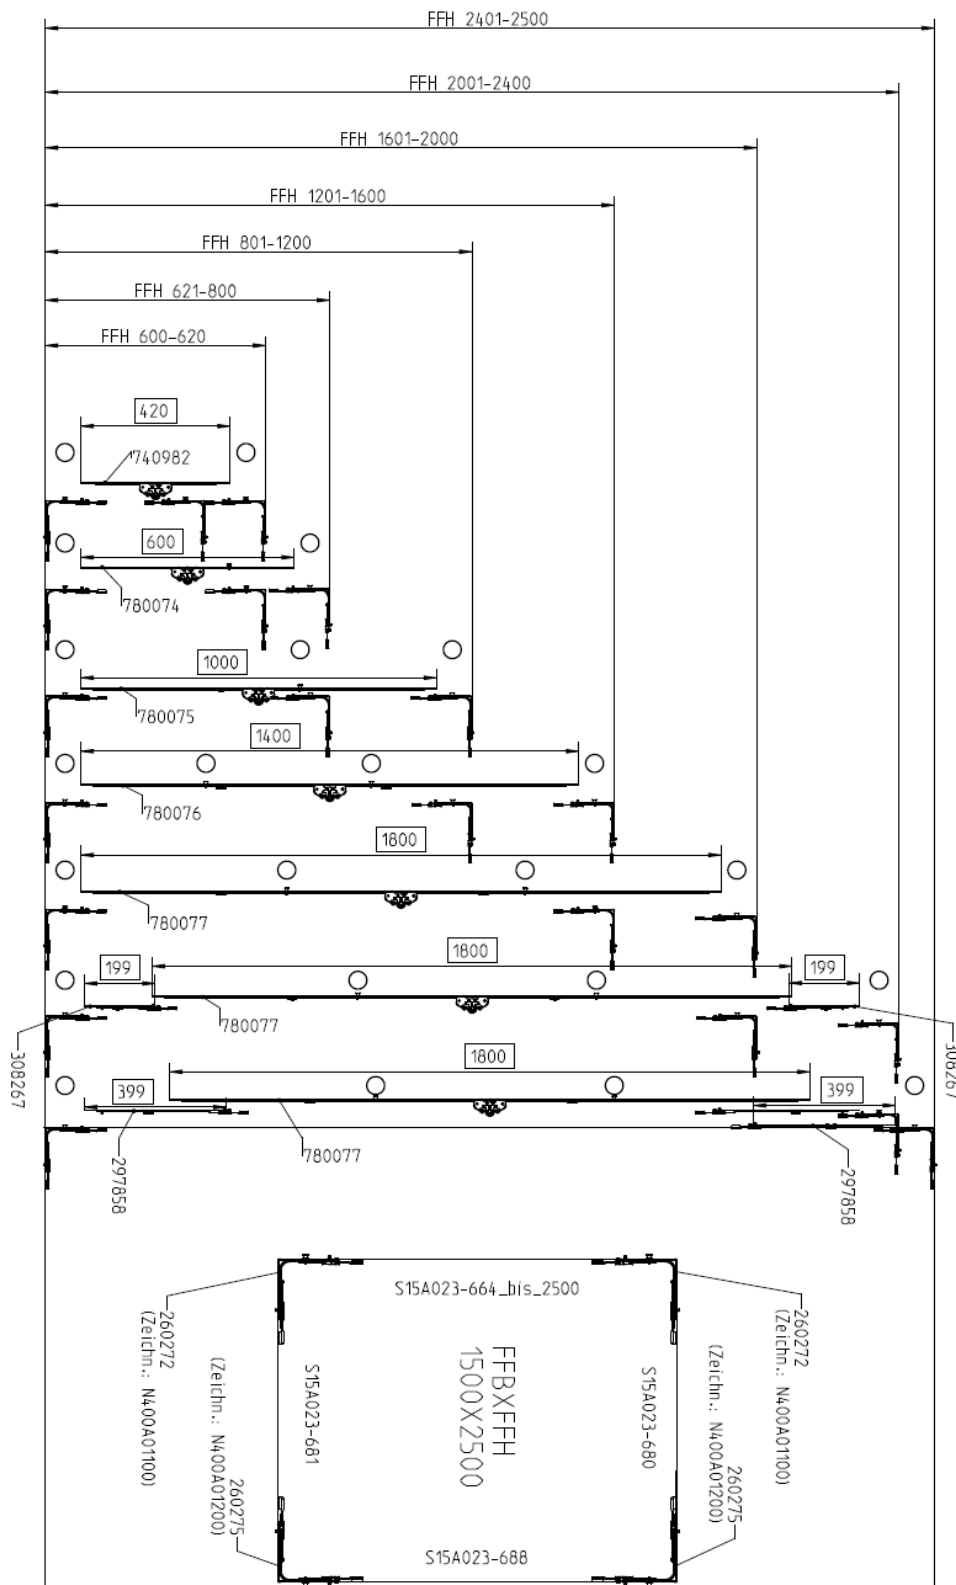 FFH 2401-2500
FFH 2001-2400
FFH 1601-2000
FFH 1201-1600
FFH 801-1200
FFH 621-800
FFH 600-620
420
740982
600
780074
1000
780075
1400
780076
1800
780077
199
1800
199
780077
308267
308267
1800
399
399
780077
297858
297858
S15A023-664_bis_2500
260272
(Zeichn.: N400A01100)
260272
(Zeichn.: N400A01100)
FFBXFFH
1500X2500
S15A023-681
S15A023-680
260275
(Zeichn.: N400A01200)
260275
(Zeichn.: N400A01200)
S15A023-688